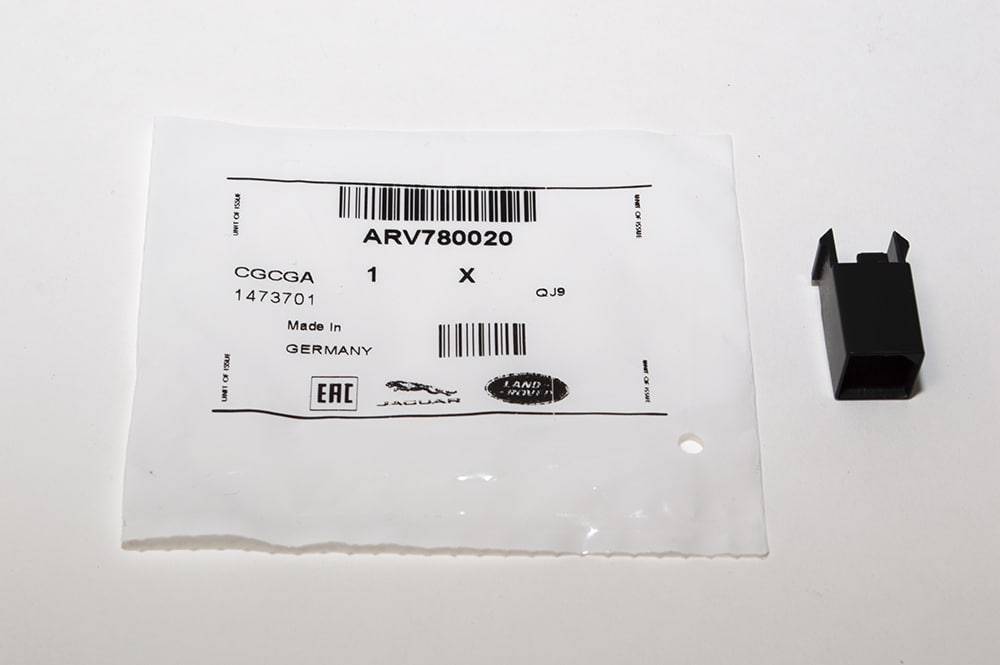 UNIT OF ISSUE
UNIT OF ISSUE
ARV780020
CGCGA 1 X
1473701 QJ9
Made In
GERMANY
UNIT OF ISSUE
UNIT OF ISSUE
EAC JAGUAR LAND ROVER